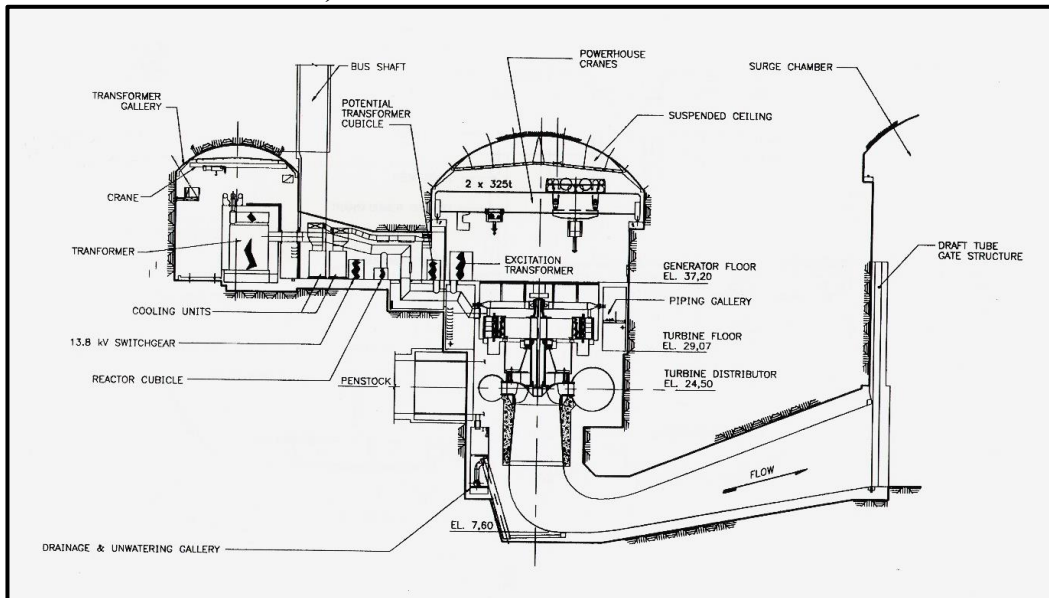 BUS SHAFT
POWERHOUSE
CRANES
SURGE CHAMBER
TRANSFORMER
GALLERY
POTENTIAL
TRANSFORMER
CUBICLE
SUSPENDED CEILING
CRANE
2 x 325t
TRANFORMER
EXCITATION
TRANSFORMER
DRAFT TUBE
GATE STRUCTURE
GENERATOR FLOOR
EL. 37,20
PIPING GALLERY
COOLING UNITS
13.8 kV SWITCHGEAR
TURBINE FLOOR
EL. 29,07
REACTOR CUBICLE
PENSTOCK
TURBINE DISTRIBUTOR
EL. 24,50
FLOW
EL. 7,60
DRAINAGE & UNWATERING GALLERY